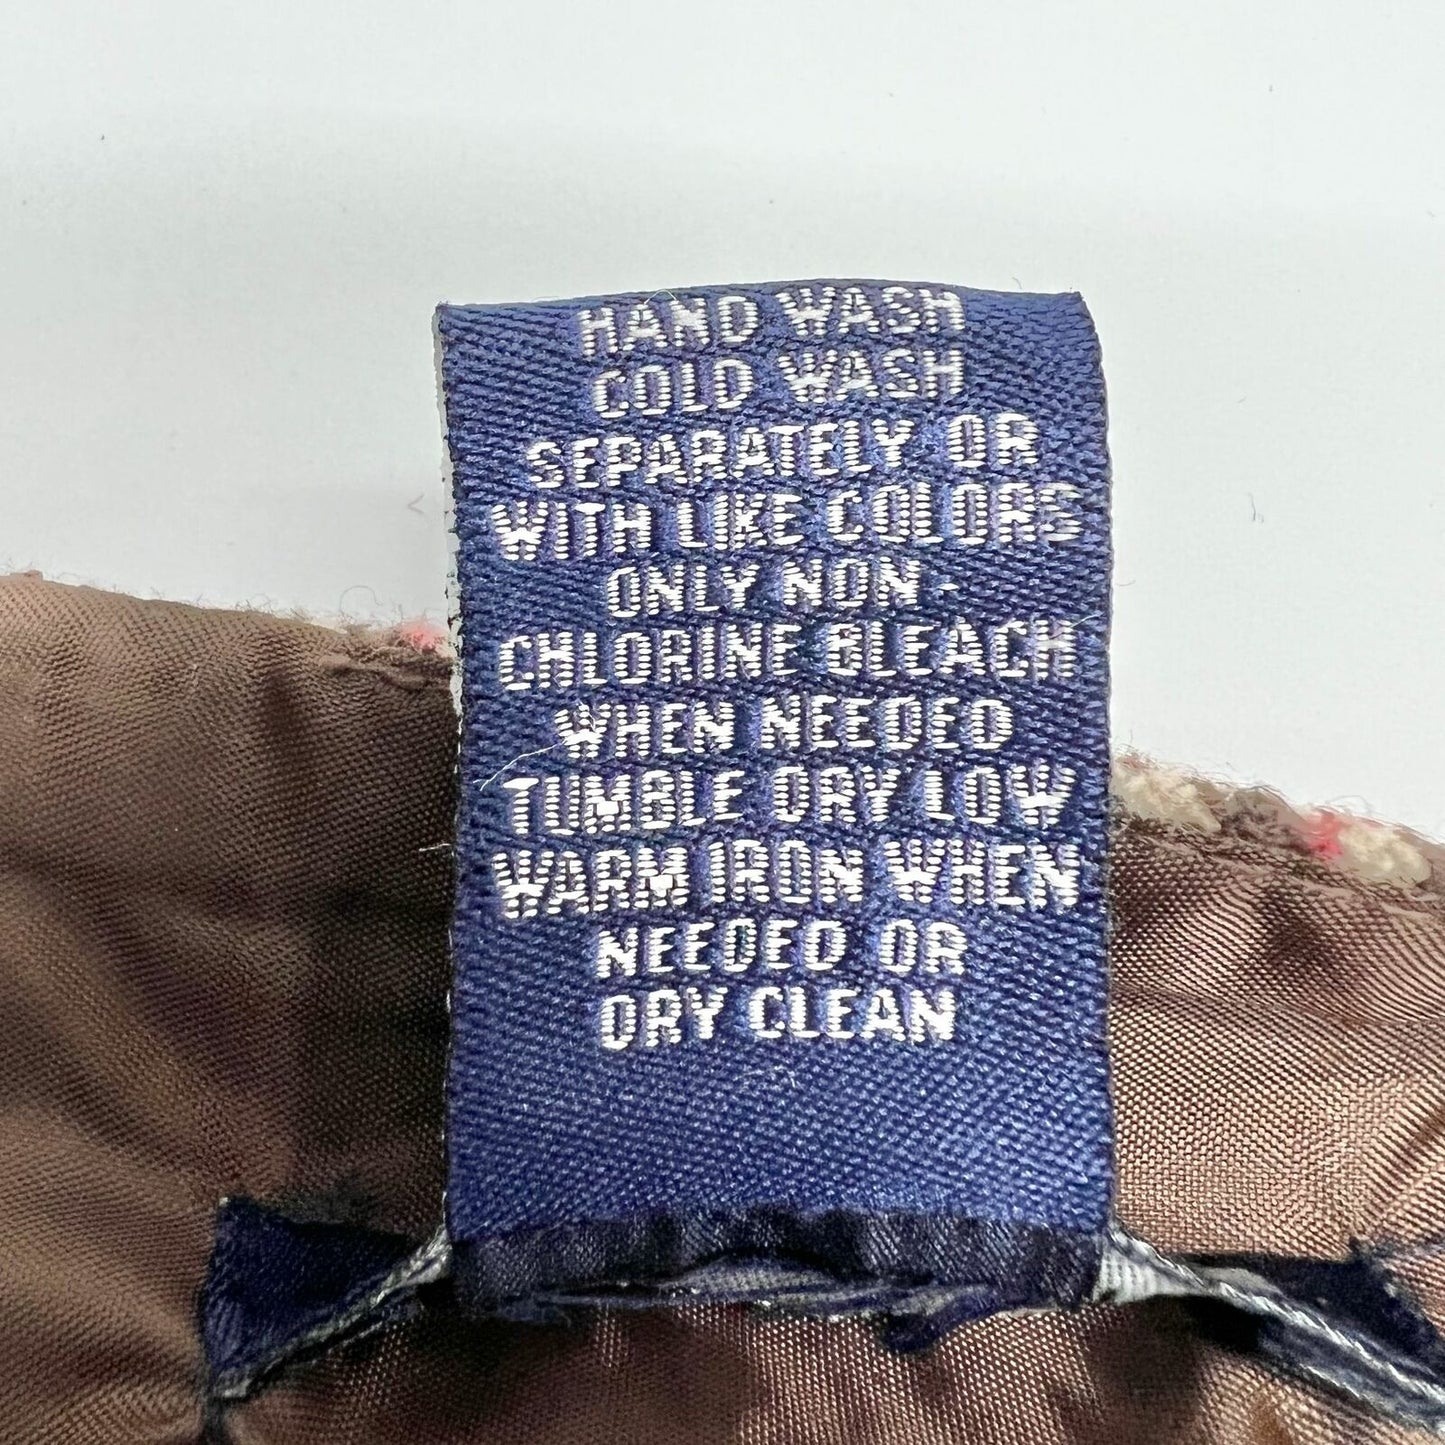 HAND WASH
COLD WASH
SEPARATELY OR
WITH LIKE COLORS
ONLY NON -
CHLORINE BLEACH
WHEN NEEDED
TUMBLE DRY LOW
WARM IRON WHEN
NEEDED OR
DRY CLEAN